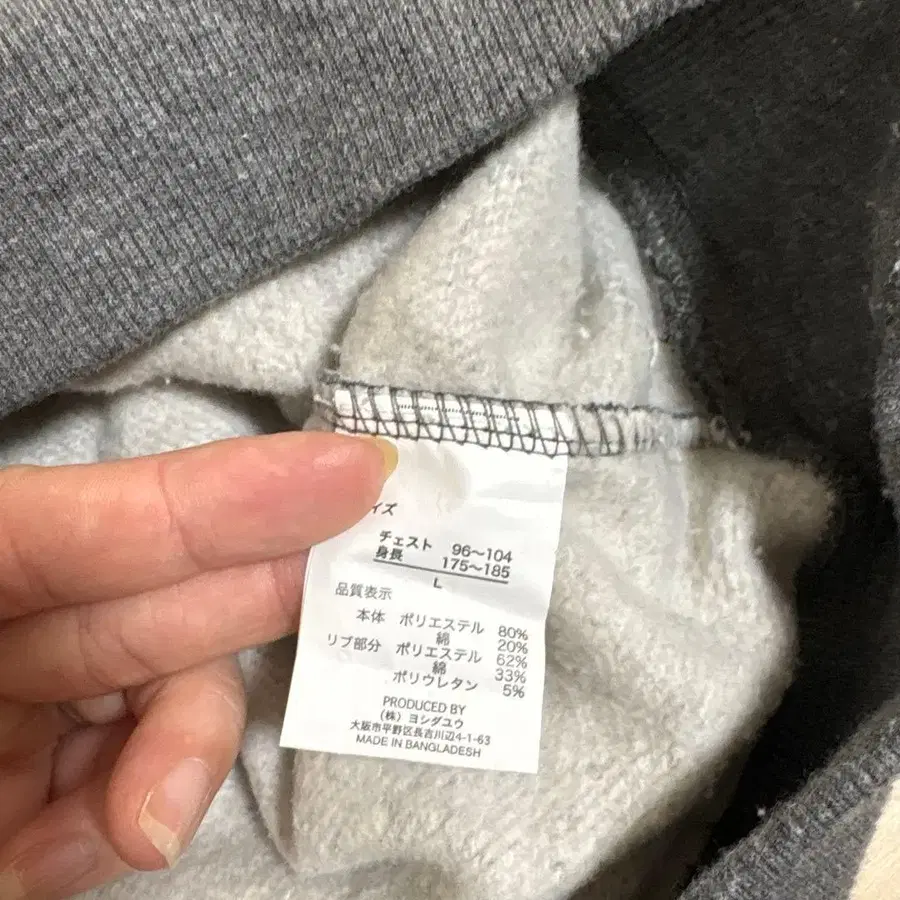 イズ
チェスト 96〜104
身長 175〜185
L
品質表示
本体 ポリエステル 80%
綿 20%
リブ部分 ポリエステル 62%
綿 33%
ポリウレタン 5%
PRODUCED BY
(株) ヨシダユウ
大阪市平野区長吉川辺4-1-63
MADE IN BANGLADESH